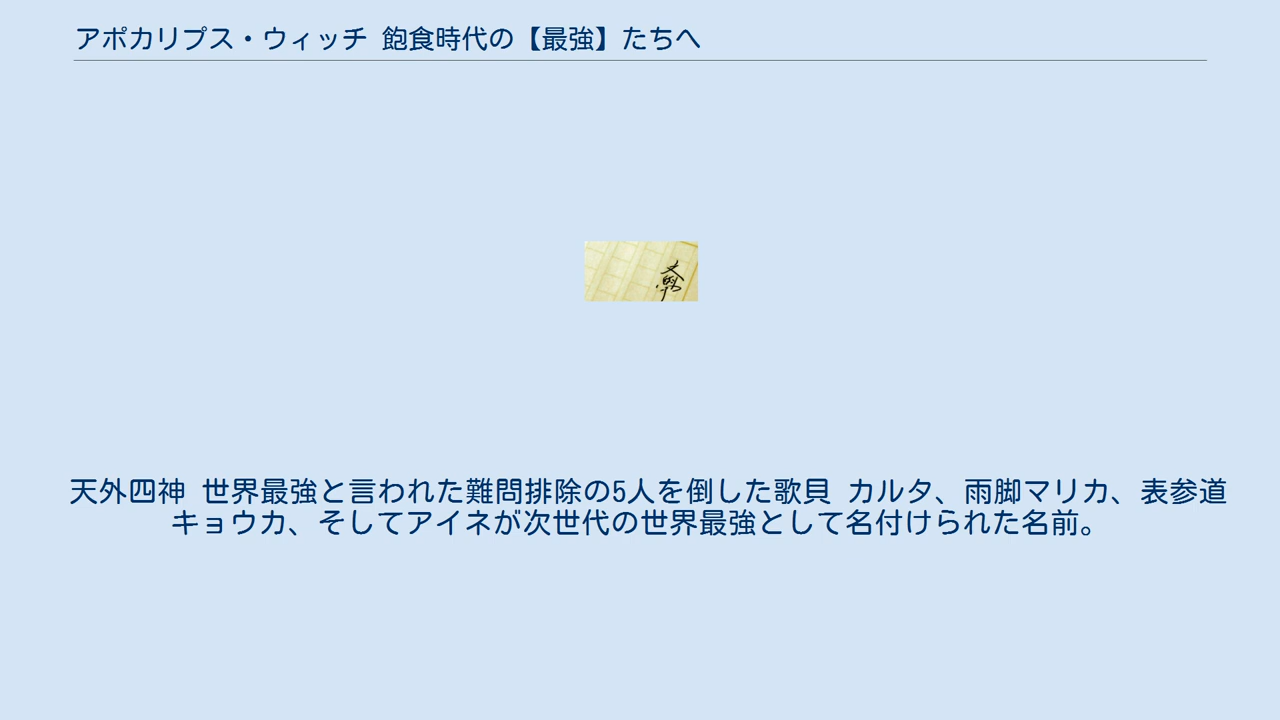 アポカリプス・ウィッチ 飽食時代の【最強】たちへ
天外四神 世界最強と言われた難問排除の5人を倒した歌貝 カルタ、雨脚マリカ、表参道
キョウカ、そしてアイネが次世代の世界最強として名付けられた名前。